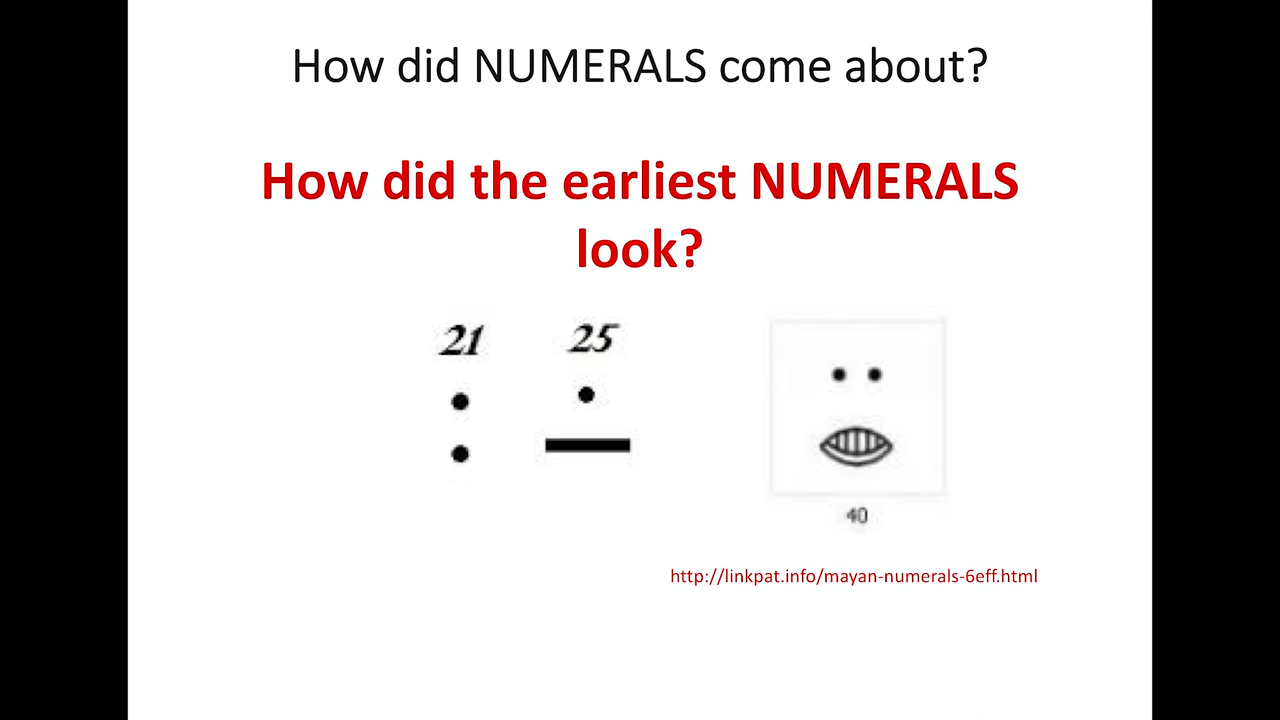 How did NUMERALS come about?
How did the earliest NUMERALS
look?
21 25
40
http://linkpat.info/mayan-numerals-6eff.html